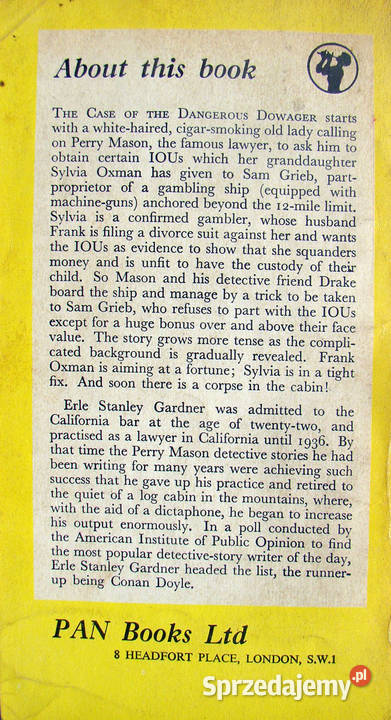 About this book
THE CASE OF THE DANGEROUS DOWAGER starts
with a white-haired, cigar-smoking old lady calling
on Perry Mason, the famous lawyer, to ask him to
obtain certain IOUs which her granddaughter
Sylvia Oxman has given to Sam Grieb, part-
proprietor of a gambling ship (equipped with
machine-guns) anchored beyond the 12-mile limit.
Sylvia is a confirmed gambler, whose husband
Frank is filing a divorce suit against her and wants
the IOUs as evidence to show that she squanders
money and is unfit to have the custody of their
child. So Mason and his detective friend Drake
board the ship and manage by a trick to be taken
to Sam Grieb, who refuses to part with the IOUs
except for a huge bonus over and above their face
value. The story grows more tense as the compli-
cated background is gradually revealed. Frank
Oxman is aiming at a fortune; Sylvia is in a tight
fix. And soon there is a corpse in the cabin!
Erle Stanley Gardner was admitted to the
California bar at the age of twenty-two, and
practised as a lawyer in California until 1936. By
that time the Perry Mason detective stories he had
been writing for many years were achieving such
success that he gave up his practice and retired to
the quiet of a log cabin in the mountains, where,
with the aid of a dictaphone, he began to increase
his output enormously. In a poll conducted by
the American Institute of Public Opinion to find
the most popular detective-story writer of the day,
Erle Stanley Gardner headed the list, the runner-
up being Conan Doyle.
PAN Books Ltd
8 HEADFORT PLACE, LONDON, S.W.1
Sprzedajemy.pl